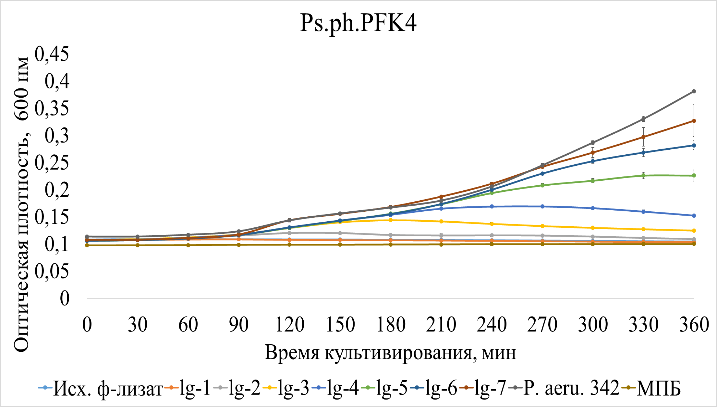 Ps.ph.PFK4
0,45
0,4
0,35
0,3
0,25
0,2
0,15
0,1
0,05
0
Оптическая плотность, 600 nm
0 30 60 90 120 150 180 210 240 270 300 330 360
Время культивирования, мин
Исх. ф-лизат lg-1 lg-2 lg-3 lg-4 lg-5 lg-6 lg-7 P. aeru. 342 МПБ